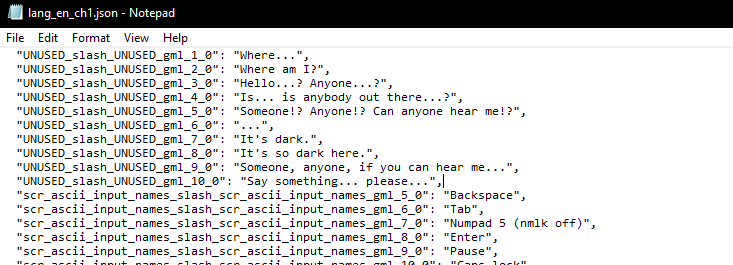 lang_en_ch1.json - Notepad
File Edit Format View Help
"UNUSED_slash_UNUSED_gml_1_0": "Where...",
"UNUSED_slash_UNUSED_gml_2_0": "Where am I?",
"UNUSED_slash_UNUSED_gml_3_0": "Hello...? Anyone...?",
"UNUSED_slash_UNUSED_gml_4_0": "Is... is anybody out there...?",
"UNUSED_slash_UNUSED_gml_5_0": "Someone!? Anyone!? Can anyone hear me!?",
"UNUSED_slash_UNUSED_gml_6_0": "...",
"UNUSED_slash_UNUSED_gml_7_0": "It's dark.",
"UNUSED_slash_UNUSED_gml_8_0": "It's so dark here.",
"UNUSED_slash_UNUSED_gml_9_0": "Someone, anyone, if you can hear me...",
"UNUSED_slash_UNUSED_gml_10_0": "Say something... please...",
"scr_ascii_input_names_slash_scr_ascii_input_names_gml_5_0": "Backspace",
"scr_ascii_input_names_slash_scr_ascii_input_names_gml_6_0": "Tab",
"scr_ascii_input_names_slash_scr_ascii_input_names_gml_7_0": "Numpad 5 (nmlk off)",
"scr_ascii_input_names_slash_scr_ascii_input_names_gml_8_0": "Enter",
"scr_ascii_input_names_slash_scr_ascii_input_names_gml_9_0": "Pause",
"scr_ascii_input_names_slash_scr_ascii_input_names_gml_10_0": "Caps lock"